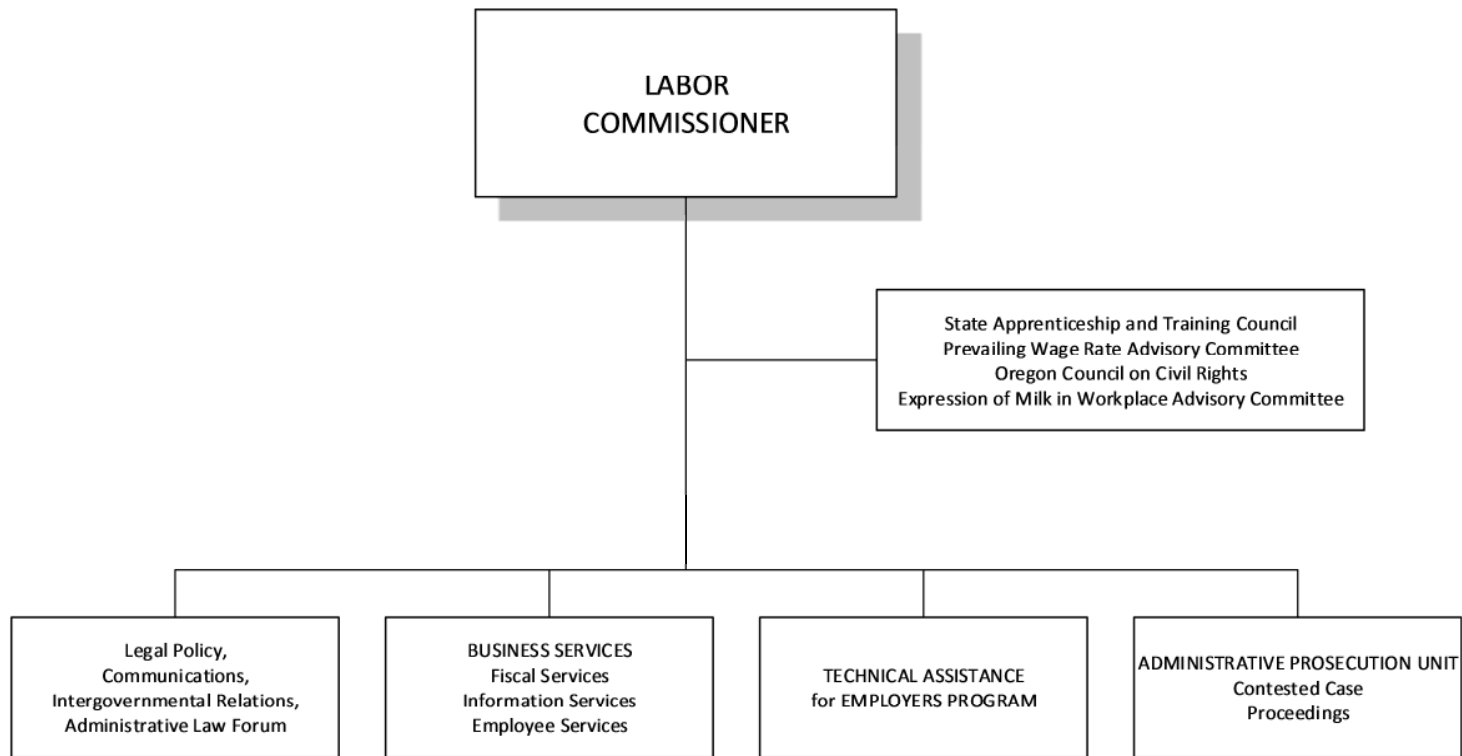 LABOR
COMMISSIONER
State Apprenticeship and Training Council
Prevailing Wage Rate Advisory Committee
Oregon Council on Civil Rights
Expression of Milk in Workplace Advisory Committee
Legal Policy,
Communications,
Intergovernmental Relations,
Administrative Law Forum
BUSINESS SERVICES
Fiscal Services
Information Services
Employee Services
TECHNICAL ASSISTANCE
for EMPLOYERS PROGRAM
ADMINISTRATIVE PROSECUTION UNIT
Contested Case
Proceedings